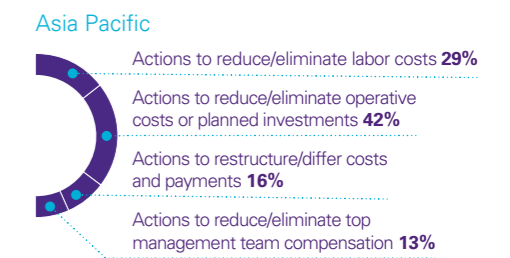 Asia Pacific
Actions to reduce/eliminate labor costs 29%
Actions to reduce/eliminate operative
costs or planned investments 42%
Actions to restructure/differ costs
and payments 16%
Actions to reduce/eliminate top
management team compensation 13%